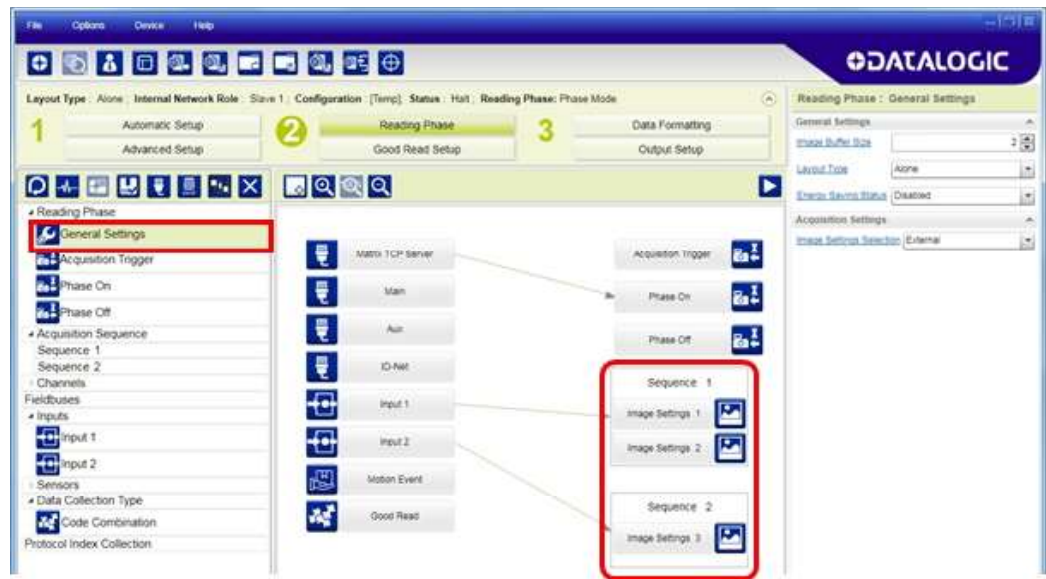 File Options Device Help
DATALOGIC
Layout Type : Alone ; Internal Network Role : Slave 1 ; Configuration : [Temp]; Status : Halt ; Reading Phase: Phase Mode
1 Automatic Setup
Advanced Setup
2 Reading Phase
Good Read Setup
3 Data Formatting
Output Setup
Reading Phase
General Settings
Acquisition Trigger
Phase On
Phase Off
Acquisition Sequence
Sequence 1
Sequence 2
Channels
Fieldbuses
Inputs
Input 1
Input 2
Sensors
Data Collection Type
Code Combination
Protocol Index Collection
Matrix TCP Server
Main
Aux
ID-Net
Input 1
Input 2
Motion Event
Good Read
Acquisition Trigger
Phase On
Phase Off
Sequence 1
Image Settings 1
Image Settings 2
Sequence 2
Image Settings 3
Reading Phase : General Settings
General Settings
Image Buffer Size 2
Layout Type Alone
Energy Saving Status Disabled
Acquisition Settings
Image Settings Selection External